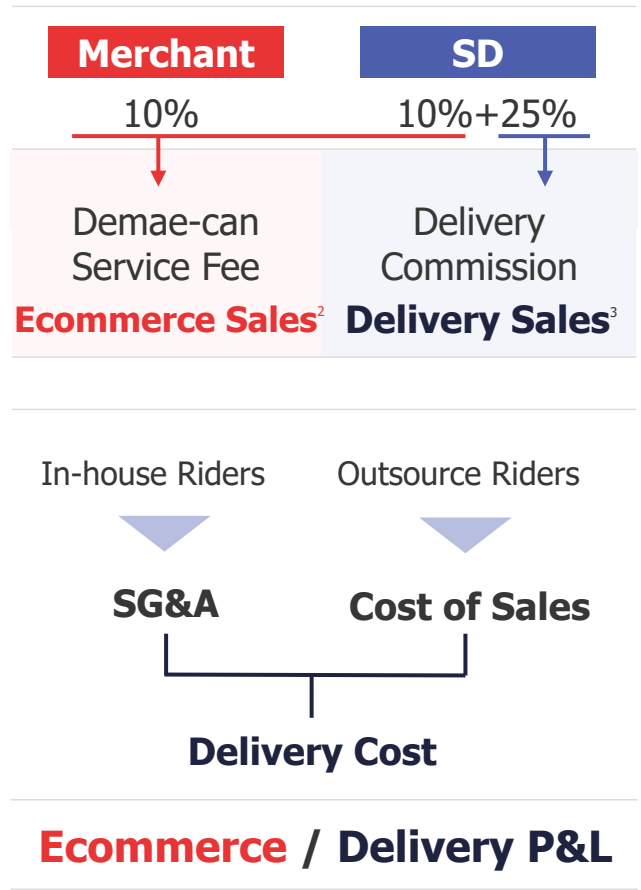 Merchant SD
10% 10%+25%
Demae-can Delivery
Service Fee Commission
Ecommerce Sales2 Delivery Sales3
In-house Riders Outsource Riders
SG&A Cost of Sales
Delivery Cost
Ecommerce / Delivery P&L